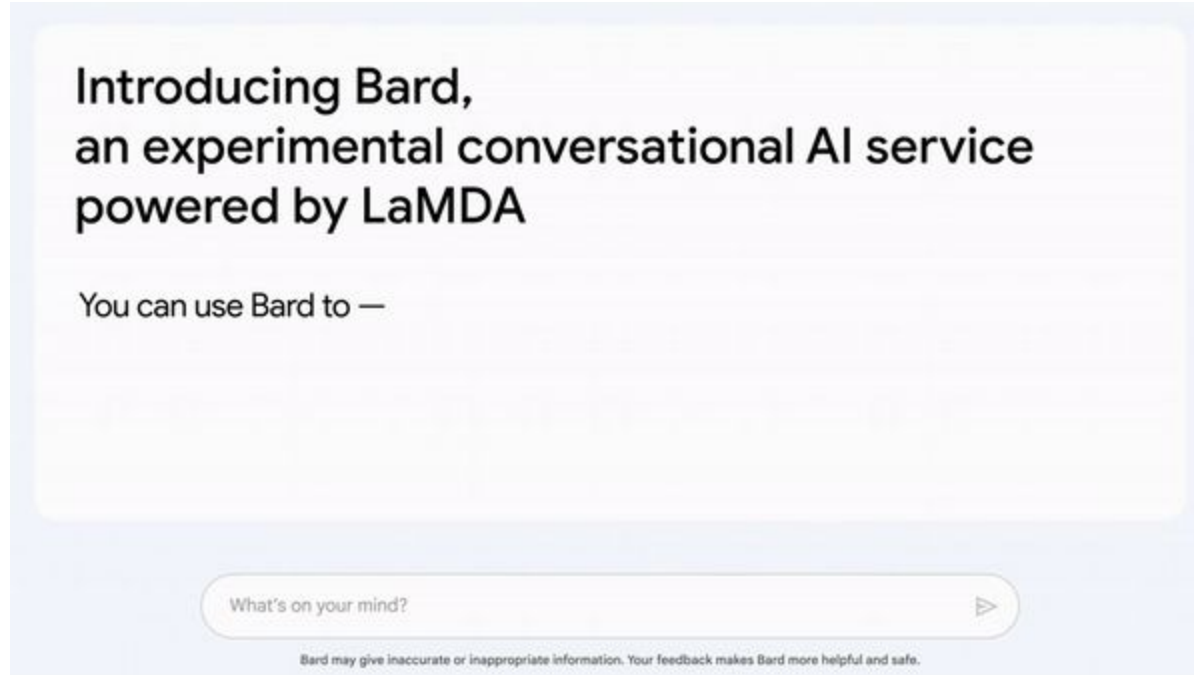 Introducing Bard,
an experimental conversational AI service
powered by LaMDA
You can use Bard to —
What's on your mind?
Bard may give inaccurate or inappropriate information. Your feedback makes Bard more helpful and safe.